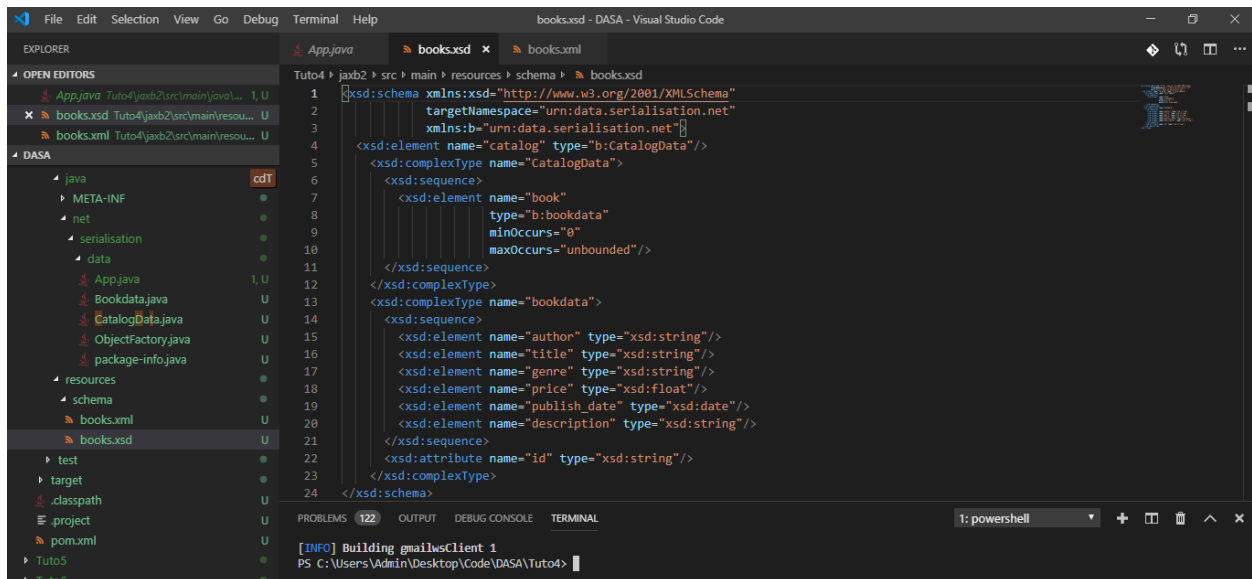 File Edit Selection View Go Debug Terminal Help books.xsd - DASA - Visual Studio Code
EXPLORER
App.java books.xsd books.xml
OPEN EDITORS
App.java Tuto4\jaxb2\src\main\java\... 1, U
books.xsd Tuto4\jaxb2\src\main\resou... U
books.xml Tuto4\jaxb2\src\main\resou... U
DASA
java cdT
META-INF
net
serialisation
data
App.java 1, U
Bookdata.java U
CatalogData.java U
ObjectFactory.java U
package-info.java U
resources
schema
books.xml U
books.xsd U
test
target
.classpath U
.project U
pom.xml U
Tuto5
Tuto4 jaxb2 src main resources schema books.xsd
1 <xsd:schema xmlns:xsd="http://www.w3.org/2001/XMLSchema"
2 targetNamespace="urn:data.serialisation.net"
3 xmlns:b="urn:data.serialisation.net">
4 <xsd:element name="catalog" type="b:CatalogData"/>
5 <xsd:complexType name="CatalogData">
6 <xsd:sequence>
7 <xsd:element name="book"
8 type="b:bookdata"
9 minOccurs="0"
10 maxOccurs="unbounded"/>
11 </xsd:sequence>
12 </xsd:complexType>
13 <xsd:complexType name="bookdata">
14 <xsd:sequence>
15 <xsd:element name="author" type="xsd:string"/>
16 <xsd:element name="title" type="xsd:string"/>
17 <xsd:element name="genre" type="xsd:string"/>
18 <xsd:element name="price" type="xsd:float"/>
19 <xsd:element name="publish_date" type="xsd:date"/>
20 <xsd:element name="description" type="xsd:string"/>
21 </xsd:sequence>
22 <xsd:attribute name="id" type="xsd:string"/>
23 </xsd:complexType>
24 </xsd:schema>
PROBLEMS 122 OUTPUT DEBUG CONSOLE TERMINAL 1: powershell
[INFO] Building gmailwsClient 1
PS C:\Users\Admin\Desktop\Code\DASA\Tuto4>